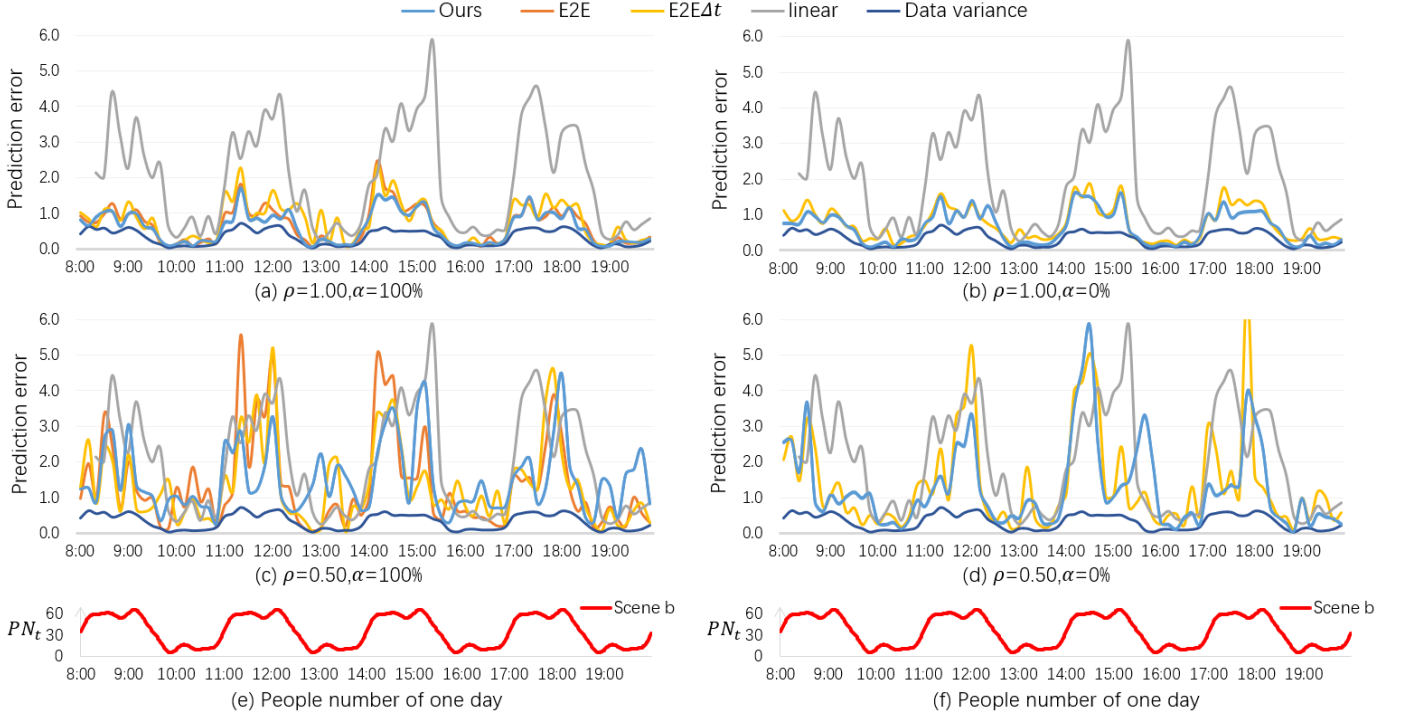 Ours E2E E2EΔt linear Data variance
Prediction error
6.0
5.0
4.0
3.0
2.0
1.0
0.0
8:00 9:00 10:00 11:00 12:00 13:00 14:00 15:00 16:00 17:00 18:00 19:00
(a) ρ=1.00,α=100%
Prediction error
6.0
5.0
4.0
3.0
2.0
1.0
0.0
8:00 9:00 10:00 11:00 12:00 13:00 14:00 15:00 16:00 17:00 18:00 19:00
(b) ρ=1.00,α=0%
Prediction error
6.0
5.0
4.0
3.0
2.0
1.0
0.0
8:00 9:00 10:00 11:00 12:00 13:00 14:00 15:00 16:00 17:00 18:00 19:00
(c) ρ=0.50,α=100%
Prediction error
6.0
5.0
4.0
3.0
2.0
1.0
0.0
8:00 9:00 10:00 11:00 12:00 13:00 14:00 15:00 16:00 17:00 18:00 19:00
(d) ρ=0.50,α=0%
Scene b
PNt
60
30
0
8:00 9:00 10:00 11:00 12:00 13:00 14:00 15:00 16:00 17:00 18:00 19:00
(e) People number of one day
Scene b
PNt
60
30
0
8:00 9:00 10:00 11:00 12:00 13:00 14:00 15:00 16:00 17:00 18:00 19:00
(f) People number of one day